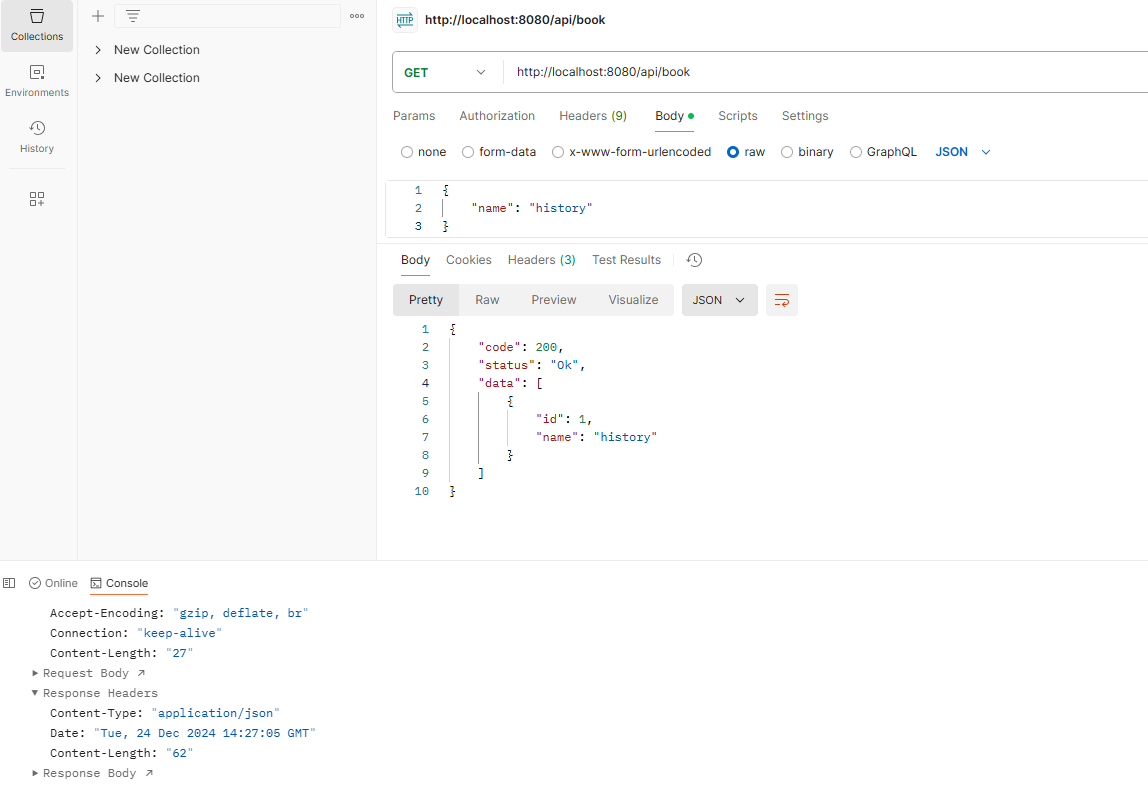 Collections
Environments
History
New Collection
New Collection
HTTP http://localhost:8080/api/book
GET http://localhost:8080/api/book
Params Authorization Headers (9) Body Scripts Settings
none form-data x-www-form-urlencoded raw binary GraphQL JSON
1 {
2 "name": "history"
3 }
Body Cookies Headers (3) Test Results
Pretty Raw Preview Visualize JSON
1 {
2 "code": 200,
3 "status": "Ok",
4 "data": [
5 {
6 "id": 1,
7 "name": "history"
8 }
9 ]
10 }
Online Console
Accept-Encoding: "gzip, deflate, br"
Connection: "keep-alive"
Content-Length: "27"
Request Body
Response Headers
Content-Type: "application/json"
Date: "Tue, 24 Dec 2024 14:27:05 GMT"
Content-Length: "62"
Response Body